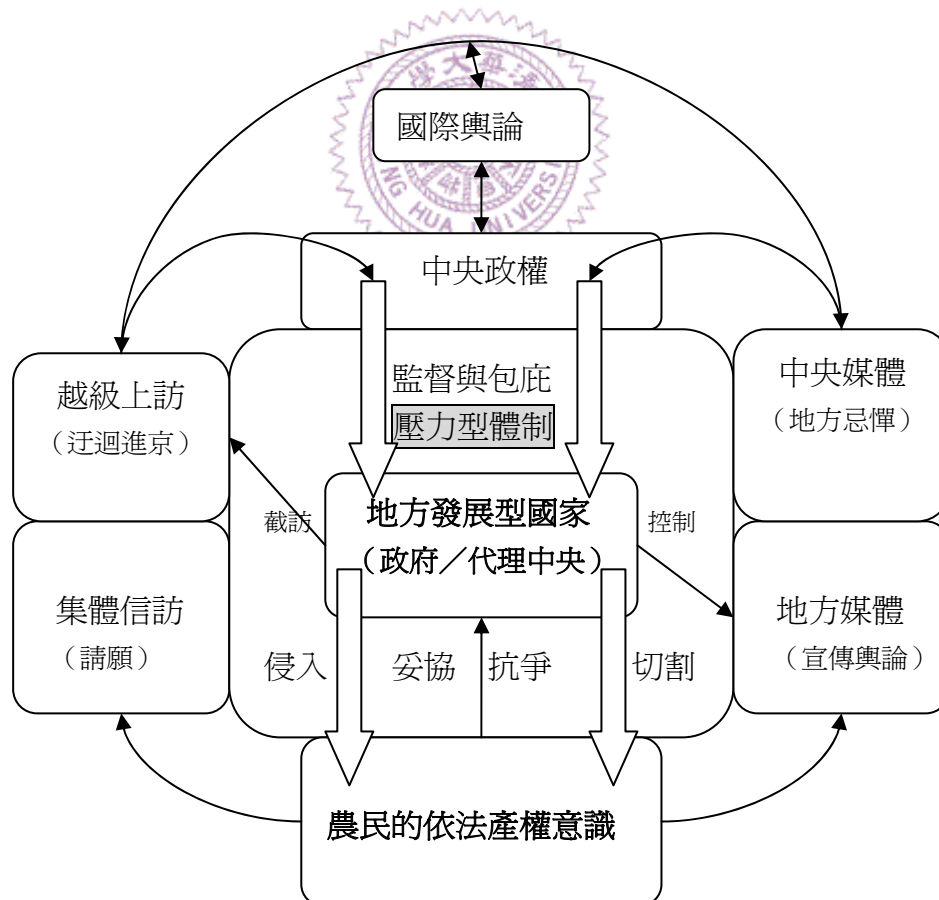 國際輿論
中央政權
監督與包庇
壓力型體制
越級上訪
（迂迴進京）
中央媒體
（地方忌憚）
截訪
地方發展型國家
（政府／代理中央）
控制
集體信訪
（請願）
地方媒體
（宣傳輿論）
侵入
妥協
抗爭
切割
農民的依法產權意識
NG HUA UNIVERSI